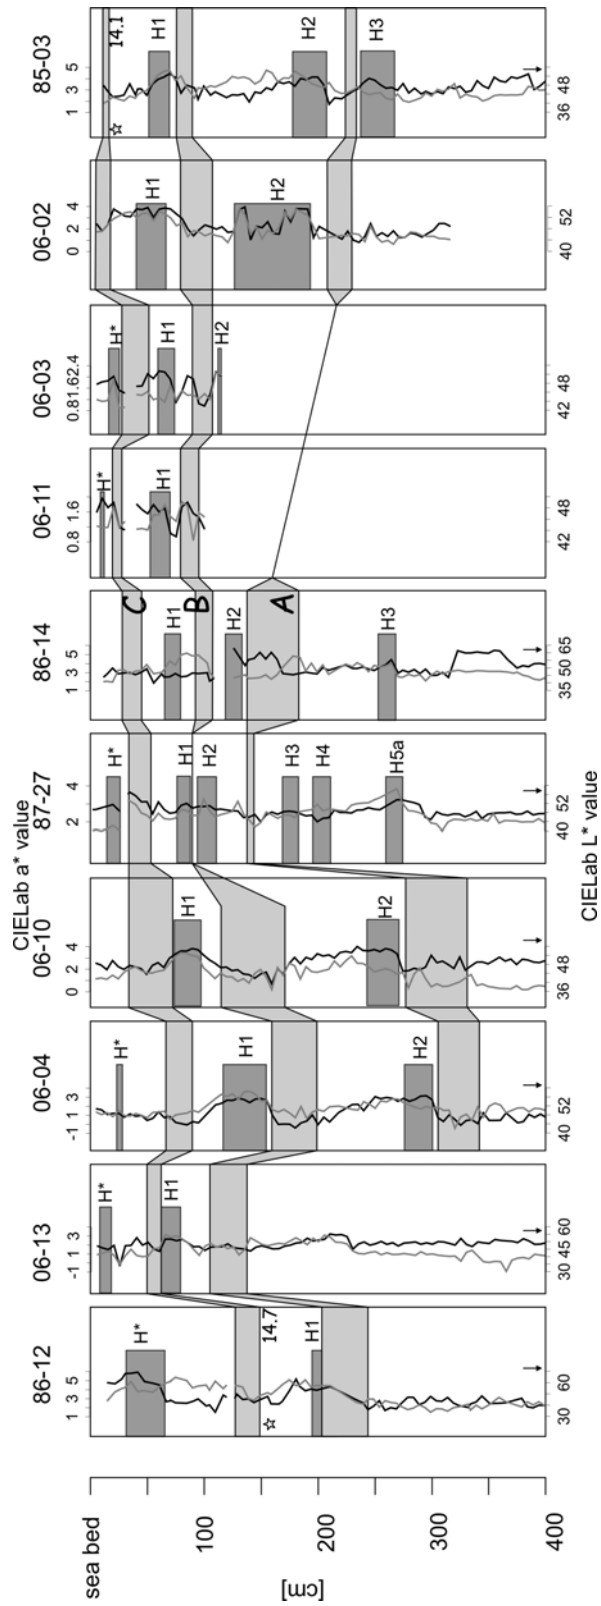 CIELab a* value
86-12
06-13
06-04
06-10
87-27
86-14
06-11
06-03
06-02
85-03
1 3 5
-1 1 3
-1 1 3
0 2 4
2 4
1 3 5
0.8 1.6
0.81.62.4
0 2 4
1 3 5
sea bed
100
200
300
400
[cm]
H*
14.7
H1
H*
H1
H*
H1
H2
H1
H2
H*
H1
H2
H3
H4
H5a
C
H1
B
H2
A
H3
H*
H1
H*
H1
H2
H1
H2
14.1
H1
H2
H3
30 60
30 45 60
40 52
36 48
40 52
35 50 65
42 48
42 48
40 52
36 48
CIELab L* value